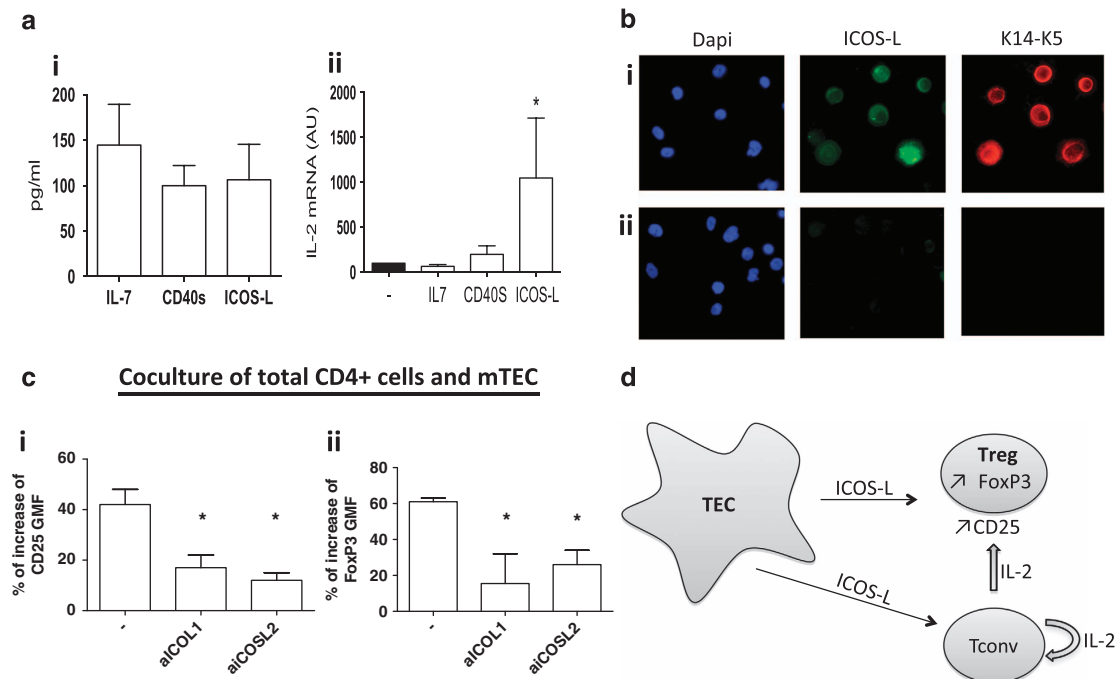 a
i
pg/ml
200
150
100
50
0
IL-7 CD40s ICOS-L
ii
IL-2 mRNA (AU)
2000
1500
1000
500
0
*
- IL7 CD40S ICOS-L
b
Dapi ICOS-L K14-K5
i
ii
c
Coculture of total CD4+ cells and mTEC
i
% of increase of
CD25 GMF
60
40
20
0
* *
- aICOL1 aiCOSL2
ii
% of increase of
FoxP3 GMF
80
60
40
20
0
* *
- aICOL1 aiCOSL2
d
TEC
ICOS-L
Treg
↗ FoxP3
↗CD25
IL-2
ICOS-L
Tconv
IL-2